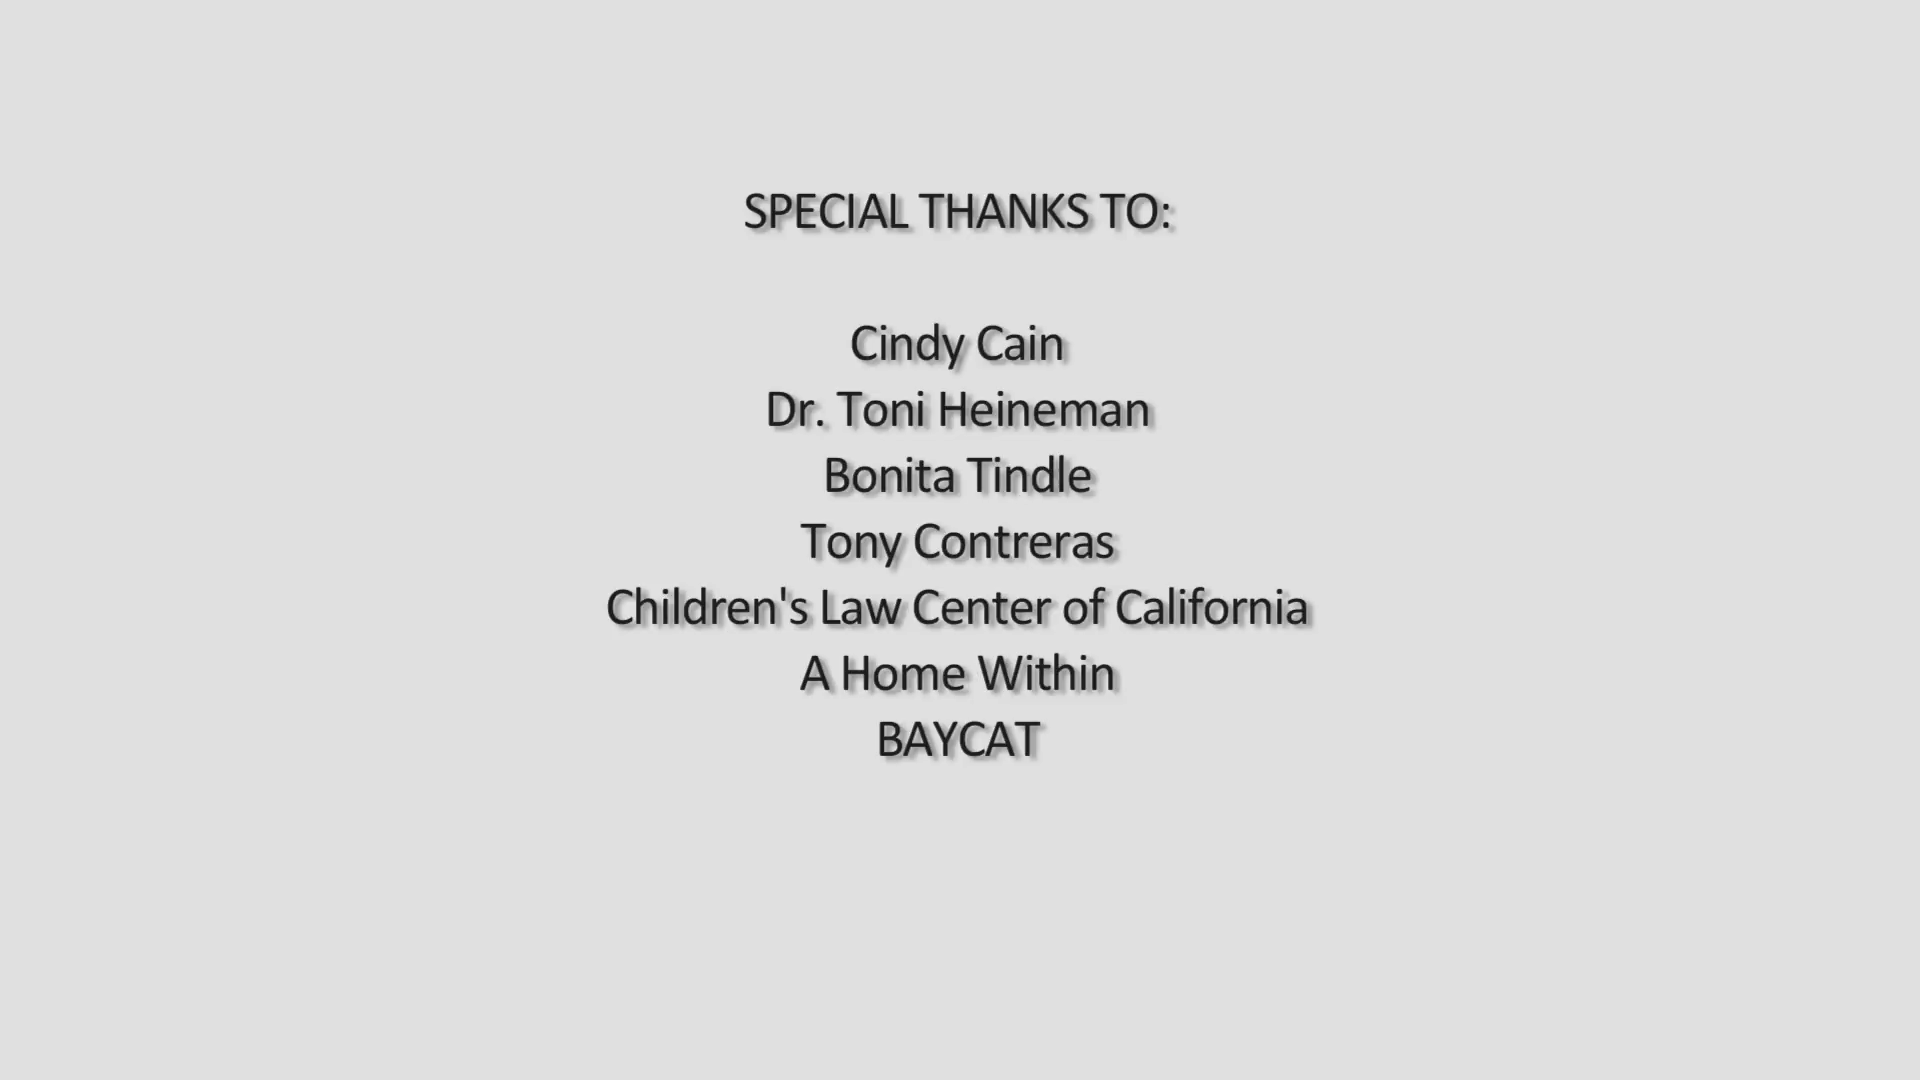 SPECIAL THANKS TO:
Cindy Cain
Dr. Toni Heineman
Bonita Tindle
Tony Contreras
Children's Law Center of California
A Home Within
BAYCAT